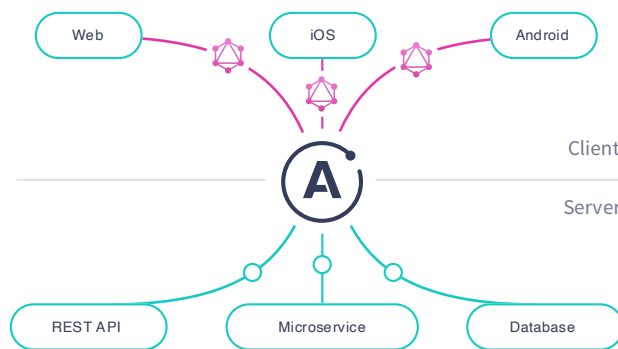 Web
iOS
Android
A
Client
Server
REST API
Microservice
Database